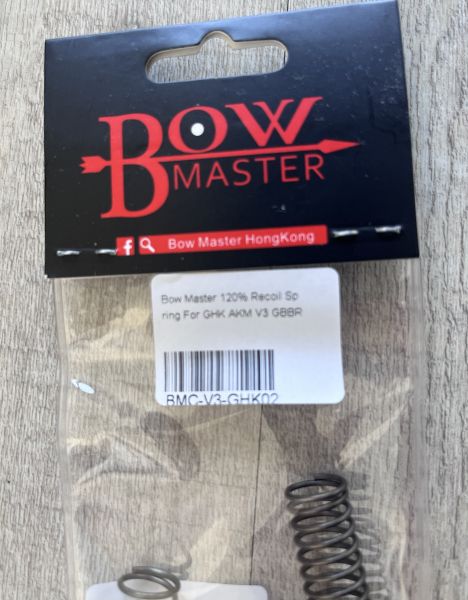 BOW
MASTER
f Bow Master HongKong
Bow Master 120% Recoil Sp
ring For GHK AKM V3 GBBR
BMC-V3-GHK02